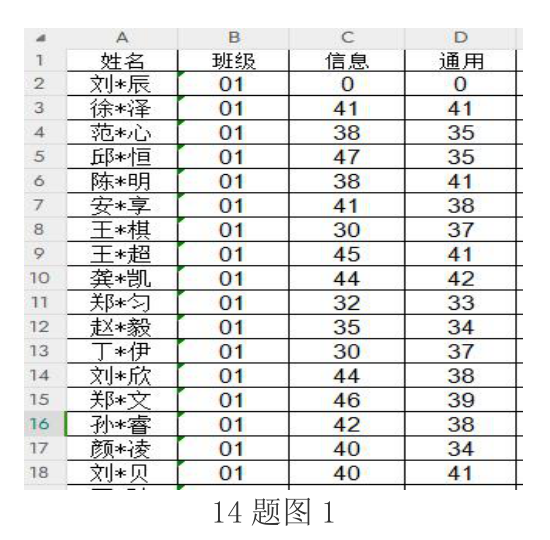 A B C D
1 姓名 班级 信息 通用
2 刘*辰 01 0 0
3 徐*泽 01 41 41
4 范*心 01 38 35
5 邱*恒 01 47 35
6 陈*明 01 38 41
7 安*享 01 41 38
8 王*棋 01 30 37
9 王*超 01 45 41
10 龚*凯 01 44 42
11 郑*匀 01 32 33
12 赵*毅 01 35 34
13 丁*伊 01 30 37
14 刘*欣 01 44 38
15 郑*文 01 46 39
16 孙*睿 01 42 38
17 颜*凌 01 40 34
18 刘*贝 01 40 41
14 题图 1